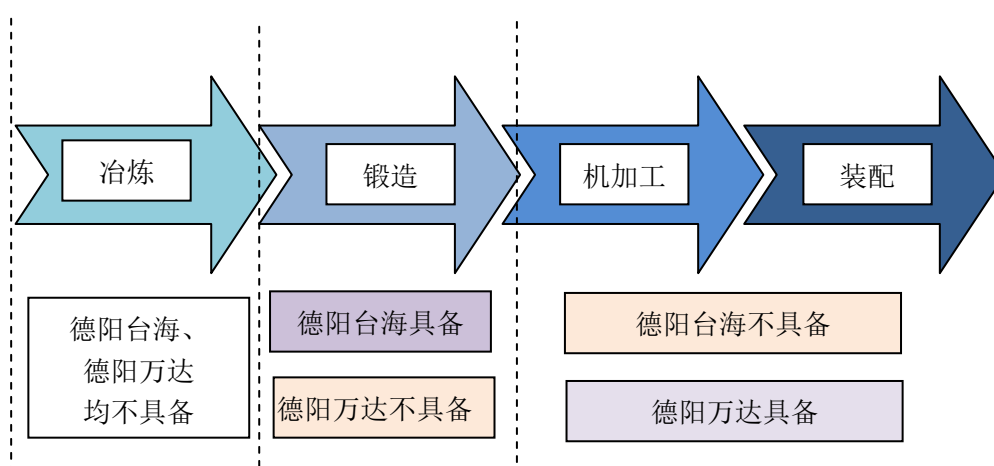 冶炼
锻造
机加工
装配
德阳台海、
德阳万达
均不具备
德阳台海具备
德阳万达不具备
德阳台海不具备
德阳万达具备